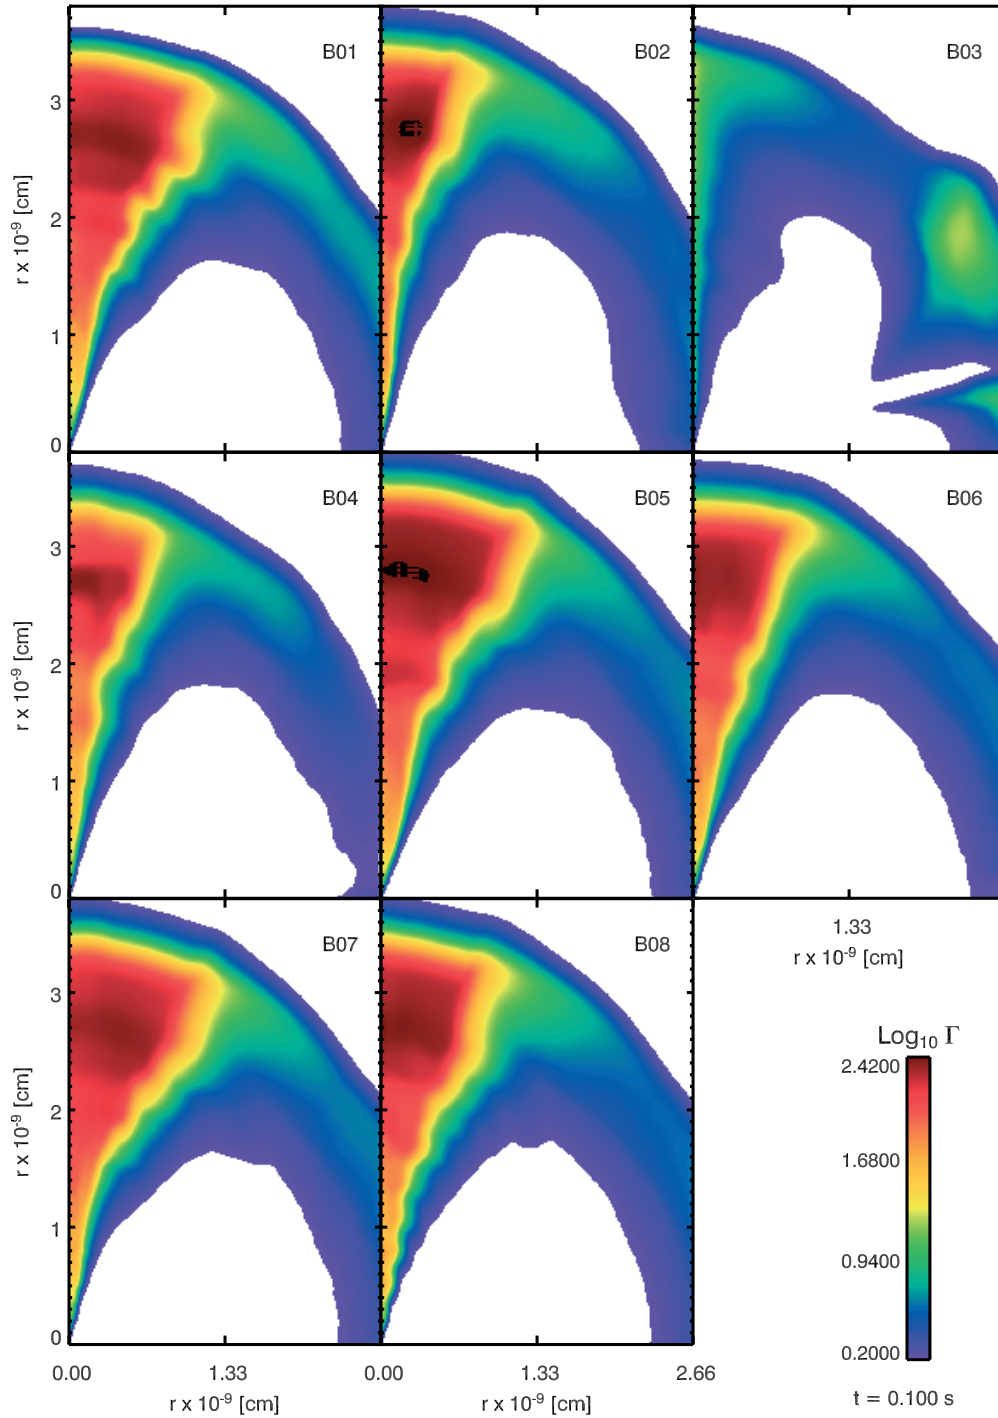 B01 B02 B03
3
2
1
0
r x 10⁻⁹ [cm]
B04 B05 B06
3
2
1
0
r x 10⁻⁹ [cm]
1.33
r x 10⁻⁹ [cm]
B07 B08
3
2
1
0
r x 10⁻⁹ [cm]
Log₁₀ Γ
2.4200
1.6800
0.9400
0.2000
0.00 1.33 0.00 1.33 2.66
r x 10⁻⁹ [cm] r x 10⁻⁹ [cm]
t = 0.100 s